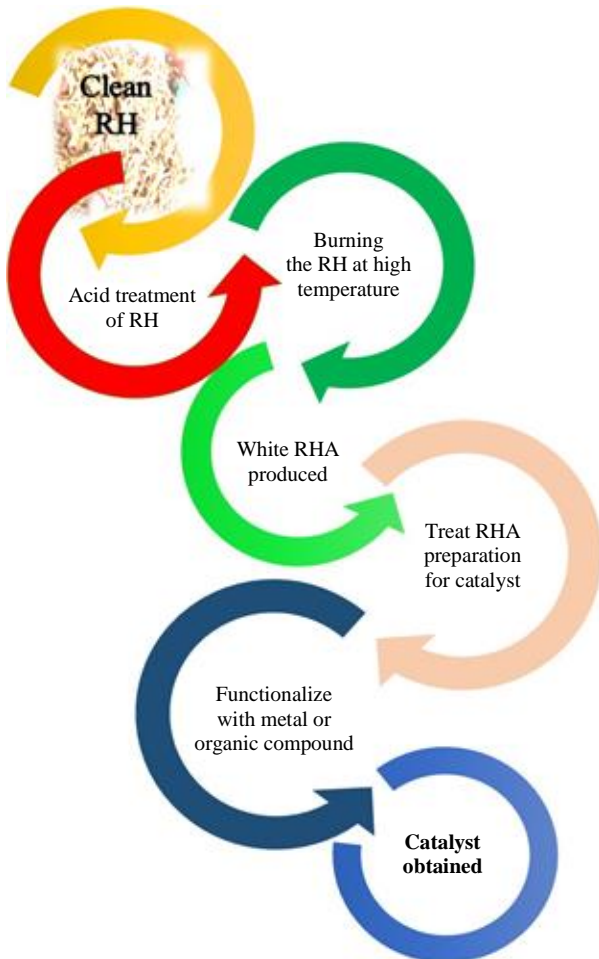 Clean
RH
Acid treatment
of RH
Burning
the RH at high
temperature
White RHA
produced
Treat RHA
preparation
for catalyst
Functionalize
with metal or
organic compound
Catalyst
obtained